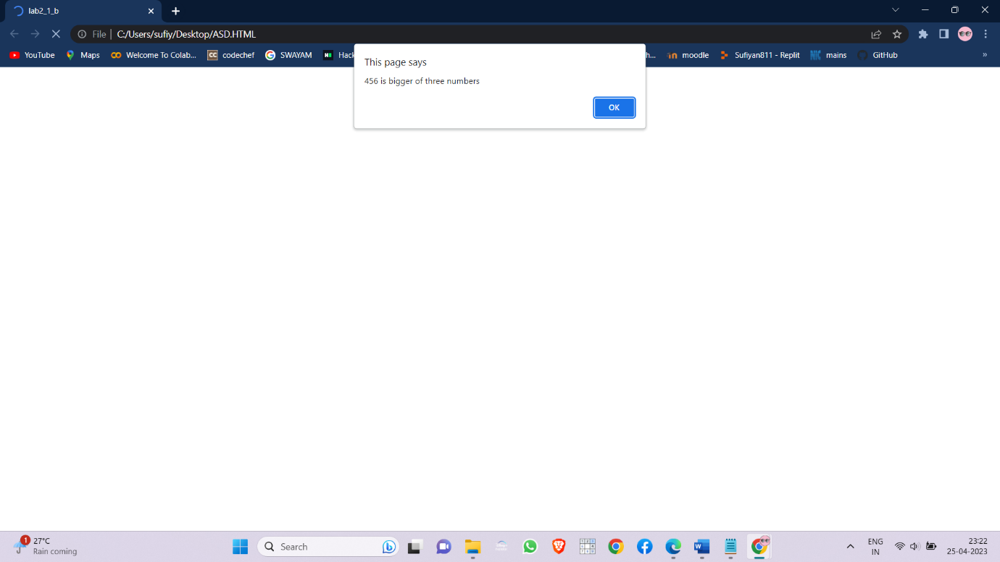 lab2_1_b
File | C:/Users/sufiy/Desktop/ASD.HTML
YouTube Maps Welcome To Colab... CC codechef SWAYAM Hack h... moodle Sufiyan811 - Replit mains GitHub »
This page says
456 is bigger of three numbers
OK
1 27°C
Rain coming
Search
ENG
IN
23:22
25-04-2023